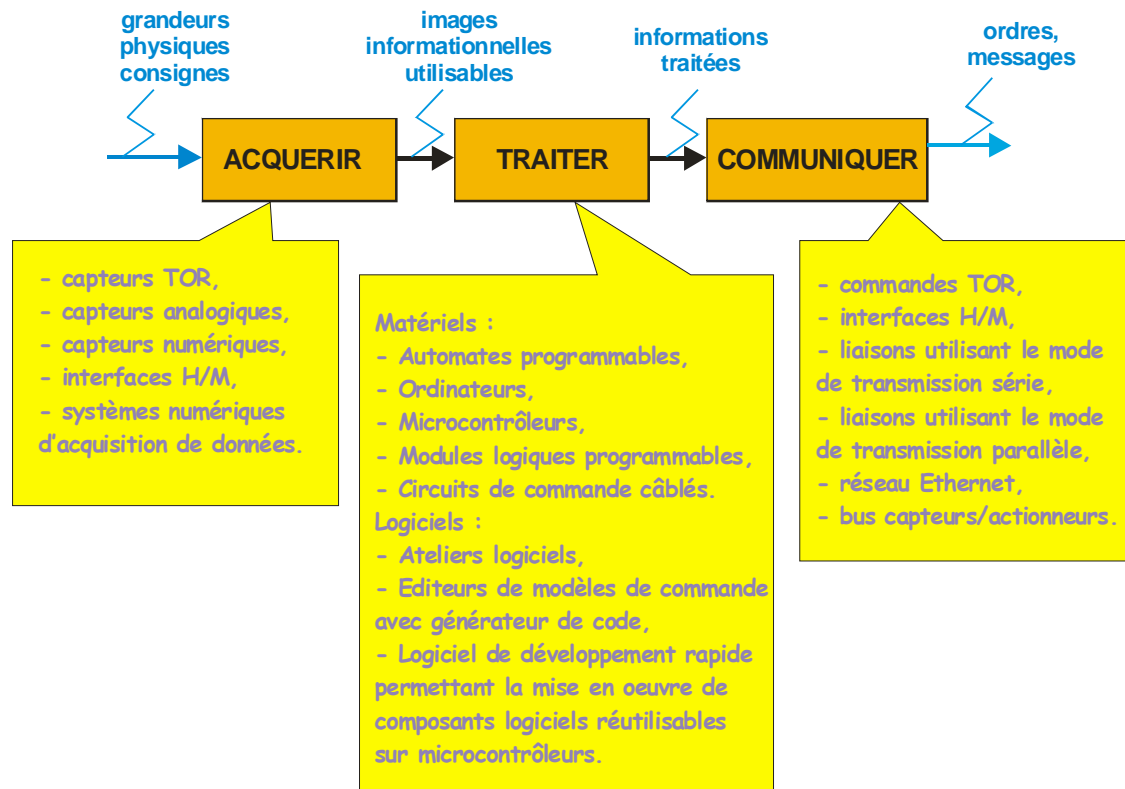 grandeurs
physiques
consignes
images
informationnelles
utilisables
informations
traitées
ordres,
messages
ACQUERIR
TRAITER
COMMUNIQUER
- capteurs TOR,
- capteurs analogiques,
- capteurs numériques,
- interfaces H/M,
- systèmes numériques
d'acquisition de données.
Matériels :
- Automates programmables,
- Ordinateurs,
- Microcontrôleurs,
- Modules logiques programmables,
- Circuits de commande câblés.
Logiciels :
- Ateliers logiciels,
- Editeurs de modèles de commande
avec générateur de code,
- Logiciel de développement rapide
permettant la mise en oeuvre de
composants logiciels réutilisables
sur microcontrôleurs.
- commandes TOR,
- interfaces H/M,
- liaisons utilisant le mode
de transmission série,
- liaisons utilisant le mode
de transmission parallèle,
- réseau Ethernet,
- bus capteurs/actionneurs.